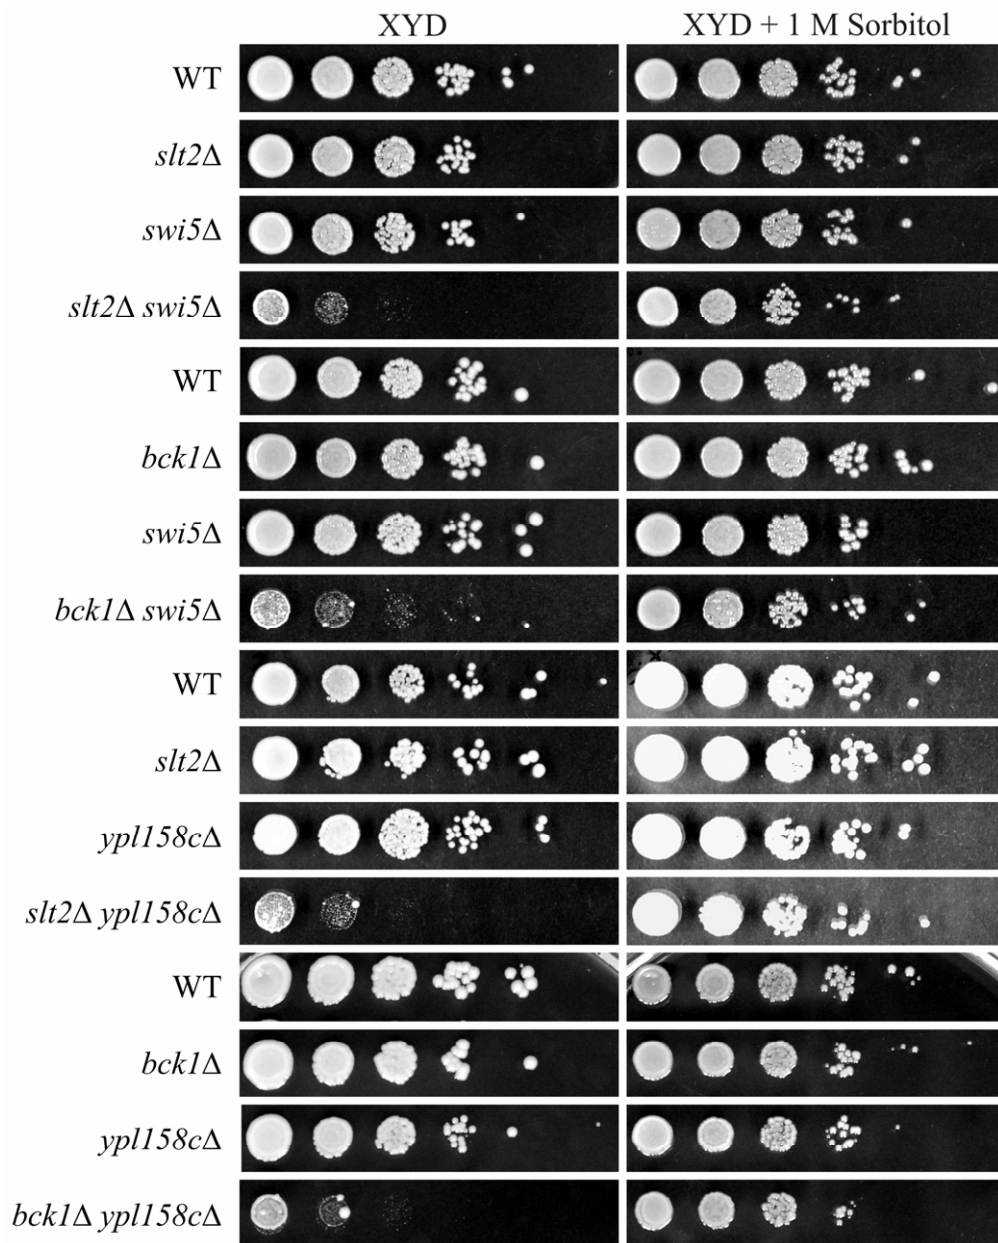 XYD XYD + 1 M Sorbitol
WT
slt2Δ
swi5Δ
slt2Δ swi5Δ
WT
bck1Δ
swi5Δ
bck1Δ swi5Δ
WT
slt2Δ
ypl158cΔ
slt2Δ ypl158cΔ
WT
bck1Δ
ypl158cΔ
bck1Δ ypl158cΔ